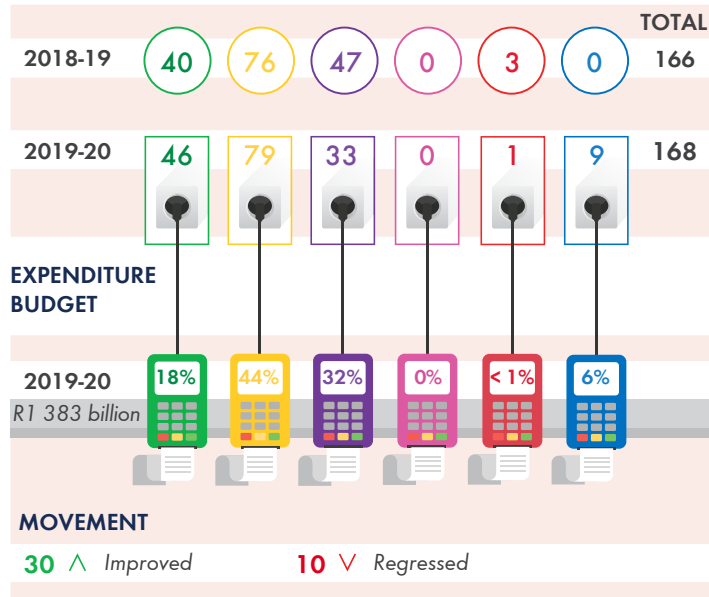 TOTAL
2018-19 40 76 47 0 3 0 166
2019-20 46 79 33 0 1 9 168
EXPENDITURE
BUDGET
2019-20 18% 44% 32% 0% < 1% 6%
R1 383 billion
MOVEMENT
30 Improved 10 Regressed